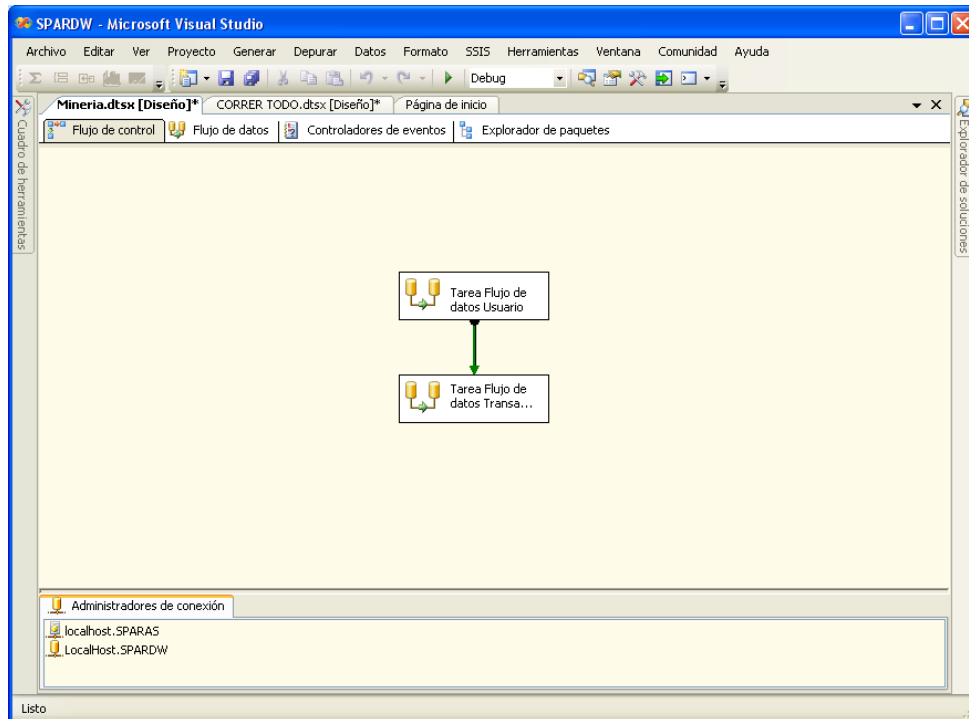 SPARDW - Microsoft Visual Studio
Archivo Editar Ver Proyecto Generar Depurar Datos Formato SSIS Herramientas Ventana Comunidad Ayuda
Debug
Mineria.dtsx [Diseño]* CORRER TODO.dtsx [Diseño]* Página de inicio
Flujo de control Flujo de datos Controladores de eventos Explorador de paquetes
Cuadro de herramientas
Explorador de soluciones
Tarea Flujo de
datos Usuario
Tarea Flujo de
datos Transa...
Administradores de conexión
localhost.SPARAS
LocalHost.SPARDW
Listo